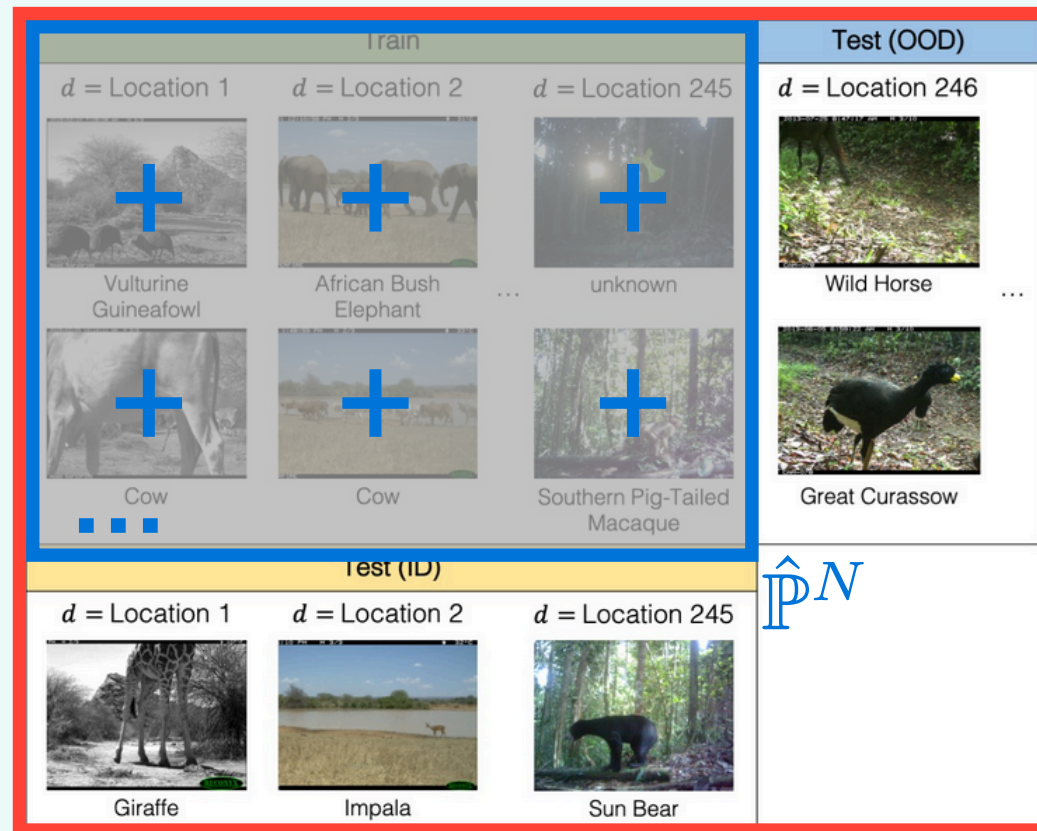 Train
Test (OOD)
d = Location 1
d = Location 2
d = Location 245
d = Location 246
Vulturine
Guineafowl
African Bush
Elephant
...
unknown
Wild Horse
...
Cow
Cow
Southern Pig-Tailed
Macaque
Great Curassow
...
Test (ID)
ℙ̂ᴺ
d = Location 1
d = Location 2
d = Location 245
Giraffe
Impala
Sun Bear